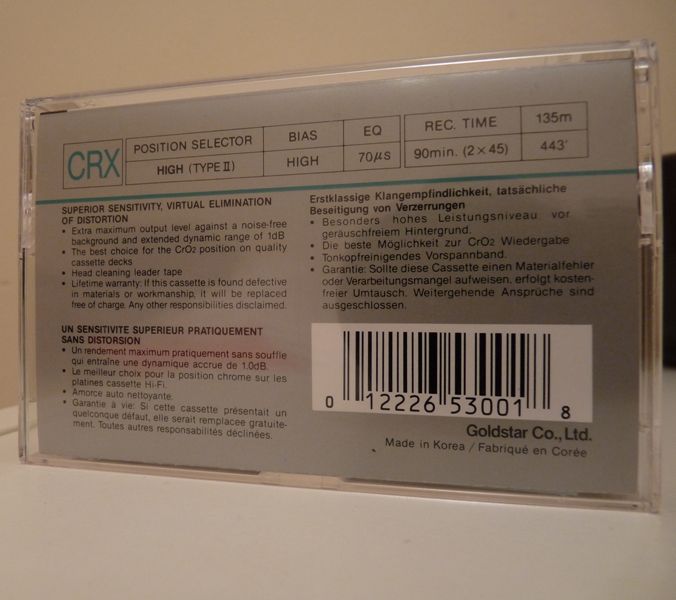 CRX
POSITION SELECTOR BIAS EQ REC. TIME 135m
HIGH (TYPE II) HIGH 70µs 90min. (2 × 45) 443'
SUPERIOR SENSITIVITY, VIRTUAL ELIMINATION
OF DISTORTION
• Extra maximum output level against a noise-free
background and extended dynamic range of 1dB
• The best choice for the CrO2 position on quality
cassette decks
• Head cleaning leader tape
• Lifetime warranty: If this cassette is found defective
in materials or workmanship, it will be replaced
free of charge. Any other responsibilities disclaimed.
UN SENSITIVITE SUPERIEUR PRATIQUEMENT
SANS DISTORSION
• Un rendement maximum pratiquement sans souffle
qui entraîne une dynamique accrue de 1.0dB.
• Le meilleur choix pour la position chrome sur les
platines cassette Hi-Fi.
• Amorce auto nettoyante.
• Garantie à vie: Si cette cassette présentait un
quelconque défaut, elle serait remplacee gratuite-
ment. Toutes autres responsabilités déclinées.
Erstklassige Klangempfindlichkeit, tatsächliche
Beseitigung von Verzerrungen
• Besonders hohes Leistungsniveau vor
geräuschfreiem Hintergrund.
• Die beste Möglichkeit zur CrO2 Wiedergabe
• Tonkopfreinigendes Vorspannband.
• Garantie: Sollte diese Cassette einen Materialfehler
oder Verarbeitungsmangel aufweisen, erfolgt kosten-
freier Umtausch. Weitergehende Ansprüche sind
ausgeschlossen.
0 12226 53001 8
Goldstar Co., Ltd.
Made in Korea / Fabriqué en Corée